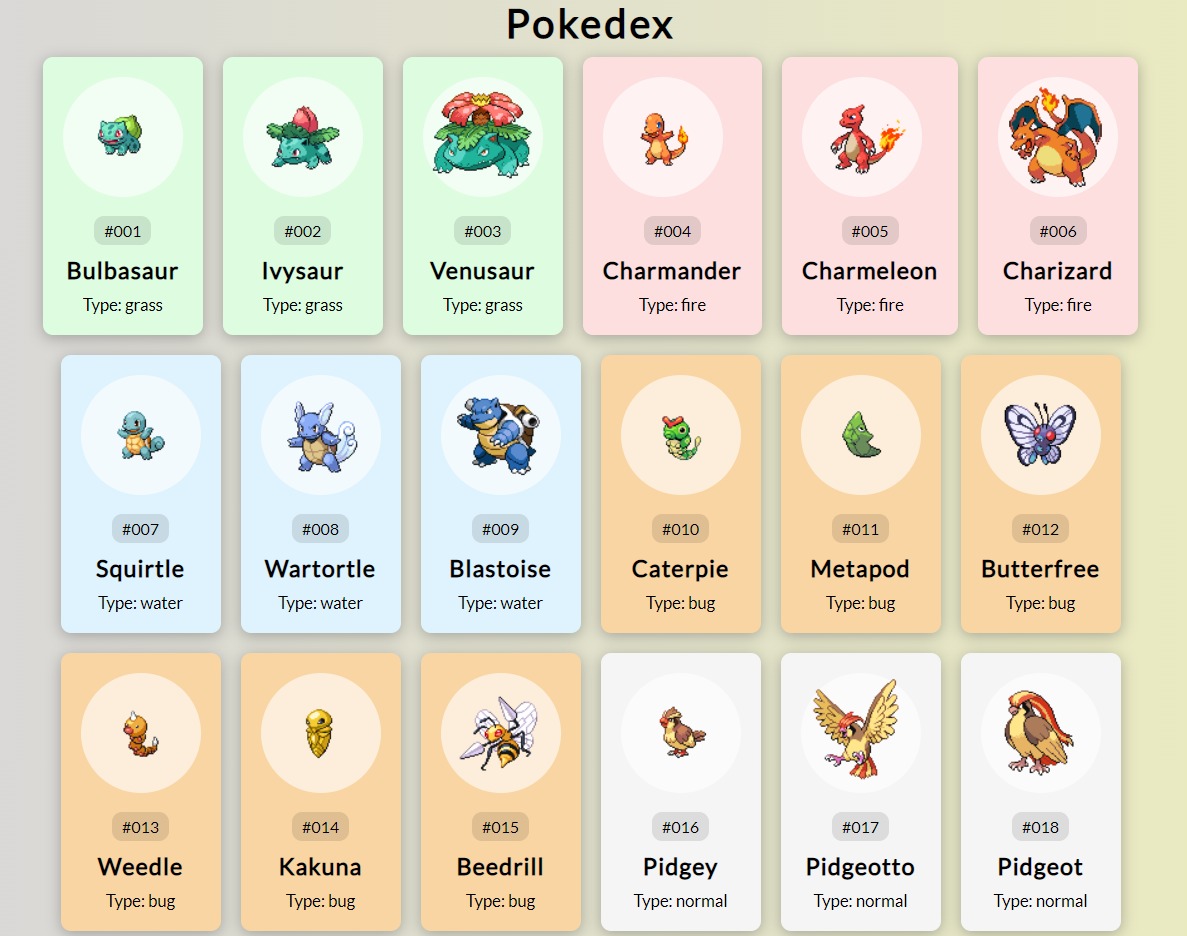 Pokedex
#001
Bulbasaur
Type: grass
#002
Ivysaur
Type: grass
#003
Venusaur
Type: grass
#004
Charmander
Type: fire
#005
Charmeleon
Type: fire
#006
Charizard
Type: fire
#007
Squirtle
Type: water
#008
Wartortle
Type: water
#009
Blastoise
Type: water
#010
Caterpie
Type: bug
#011
Metapod
Type: bug
#012
Butterfree
Type: bug
#013
Weedle
Type: bug
#014
Kakuna
Type: bug
#015
Beedrill
Type: bug
#016
Pidgey
Type: normal
#017
Pidgeotto
Type: normal
#018
Pidgeot
Type: normal